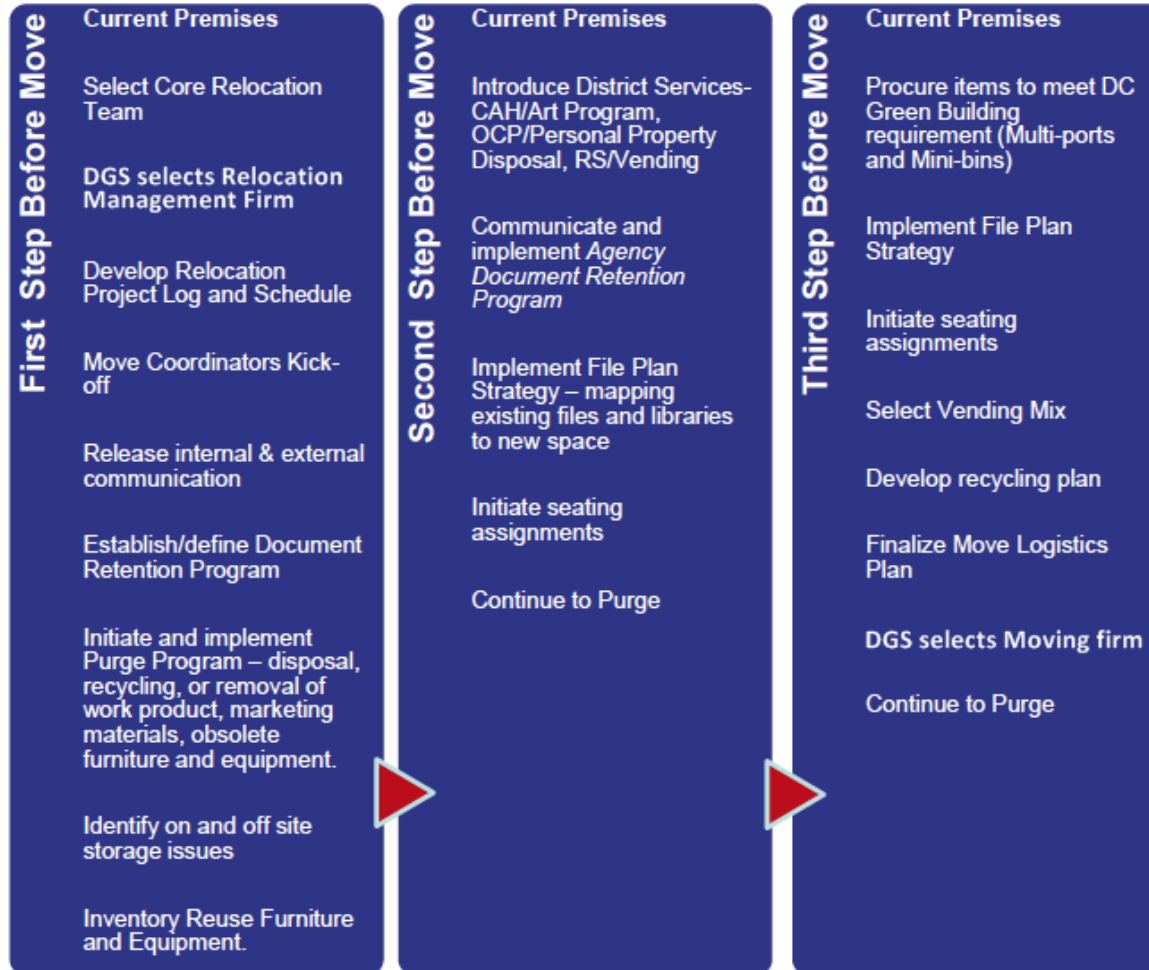 First Step Before Move
Current Premises
Select Core Relocation
Team
DGS selects Relocation
Management Firm
Develop Relocation
Project Log and Schedule
Move Coordinators Kick-
off
Release internal & external
communication
Establish/define Document
Retention Program
Initiate and implement
Purge Program – disposal,
recycling, or removal of
work product, marketing
materials, obsolete
furniture and equipment.
Identify on and off site
storage issues
Inventory Reuse Furniture
and Equipment.
Second Step Before Move
Current Premises
Introduce District Services-
CAH/Art Program,
OCP/Personal Property
Disposal, RS/Vending
Communicate and
implement Agency
Document Retention
Program
Implement File Plan
Strategy – mapping
existing files and libraries
to new space
Initiate seating
assignments
Continue to Purge
Third Step Before Move
Current Premises
Procure items to meet DC
Green Building
requirement (Multi-ports
and Mini-bins)
Implement File Plan
Strategy
Initiate seating
assignments
Select Vending Mix
Develop recycling plan
Finalize Move Logistics
Plan
DGS selects Moving firm
Continue to Purge